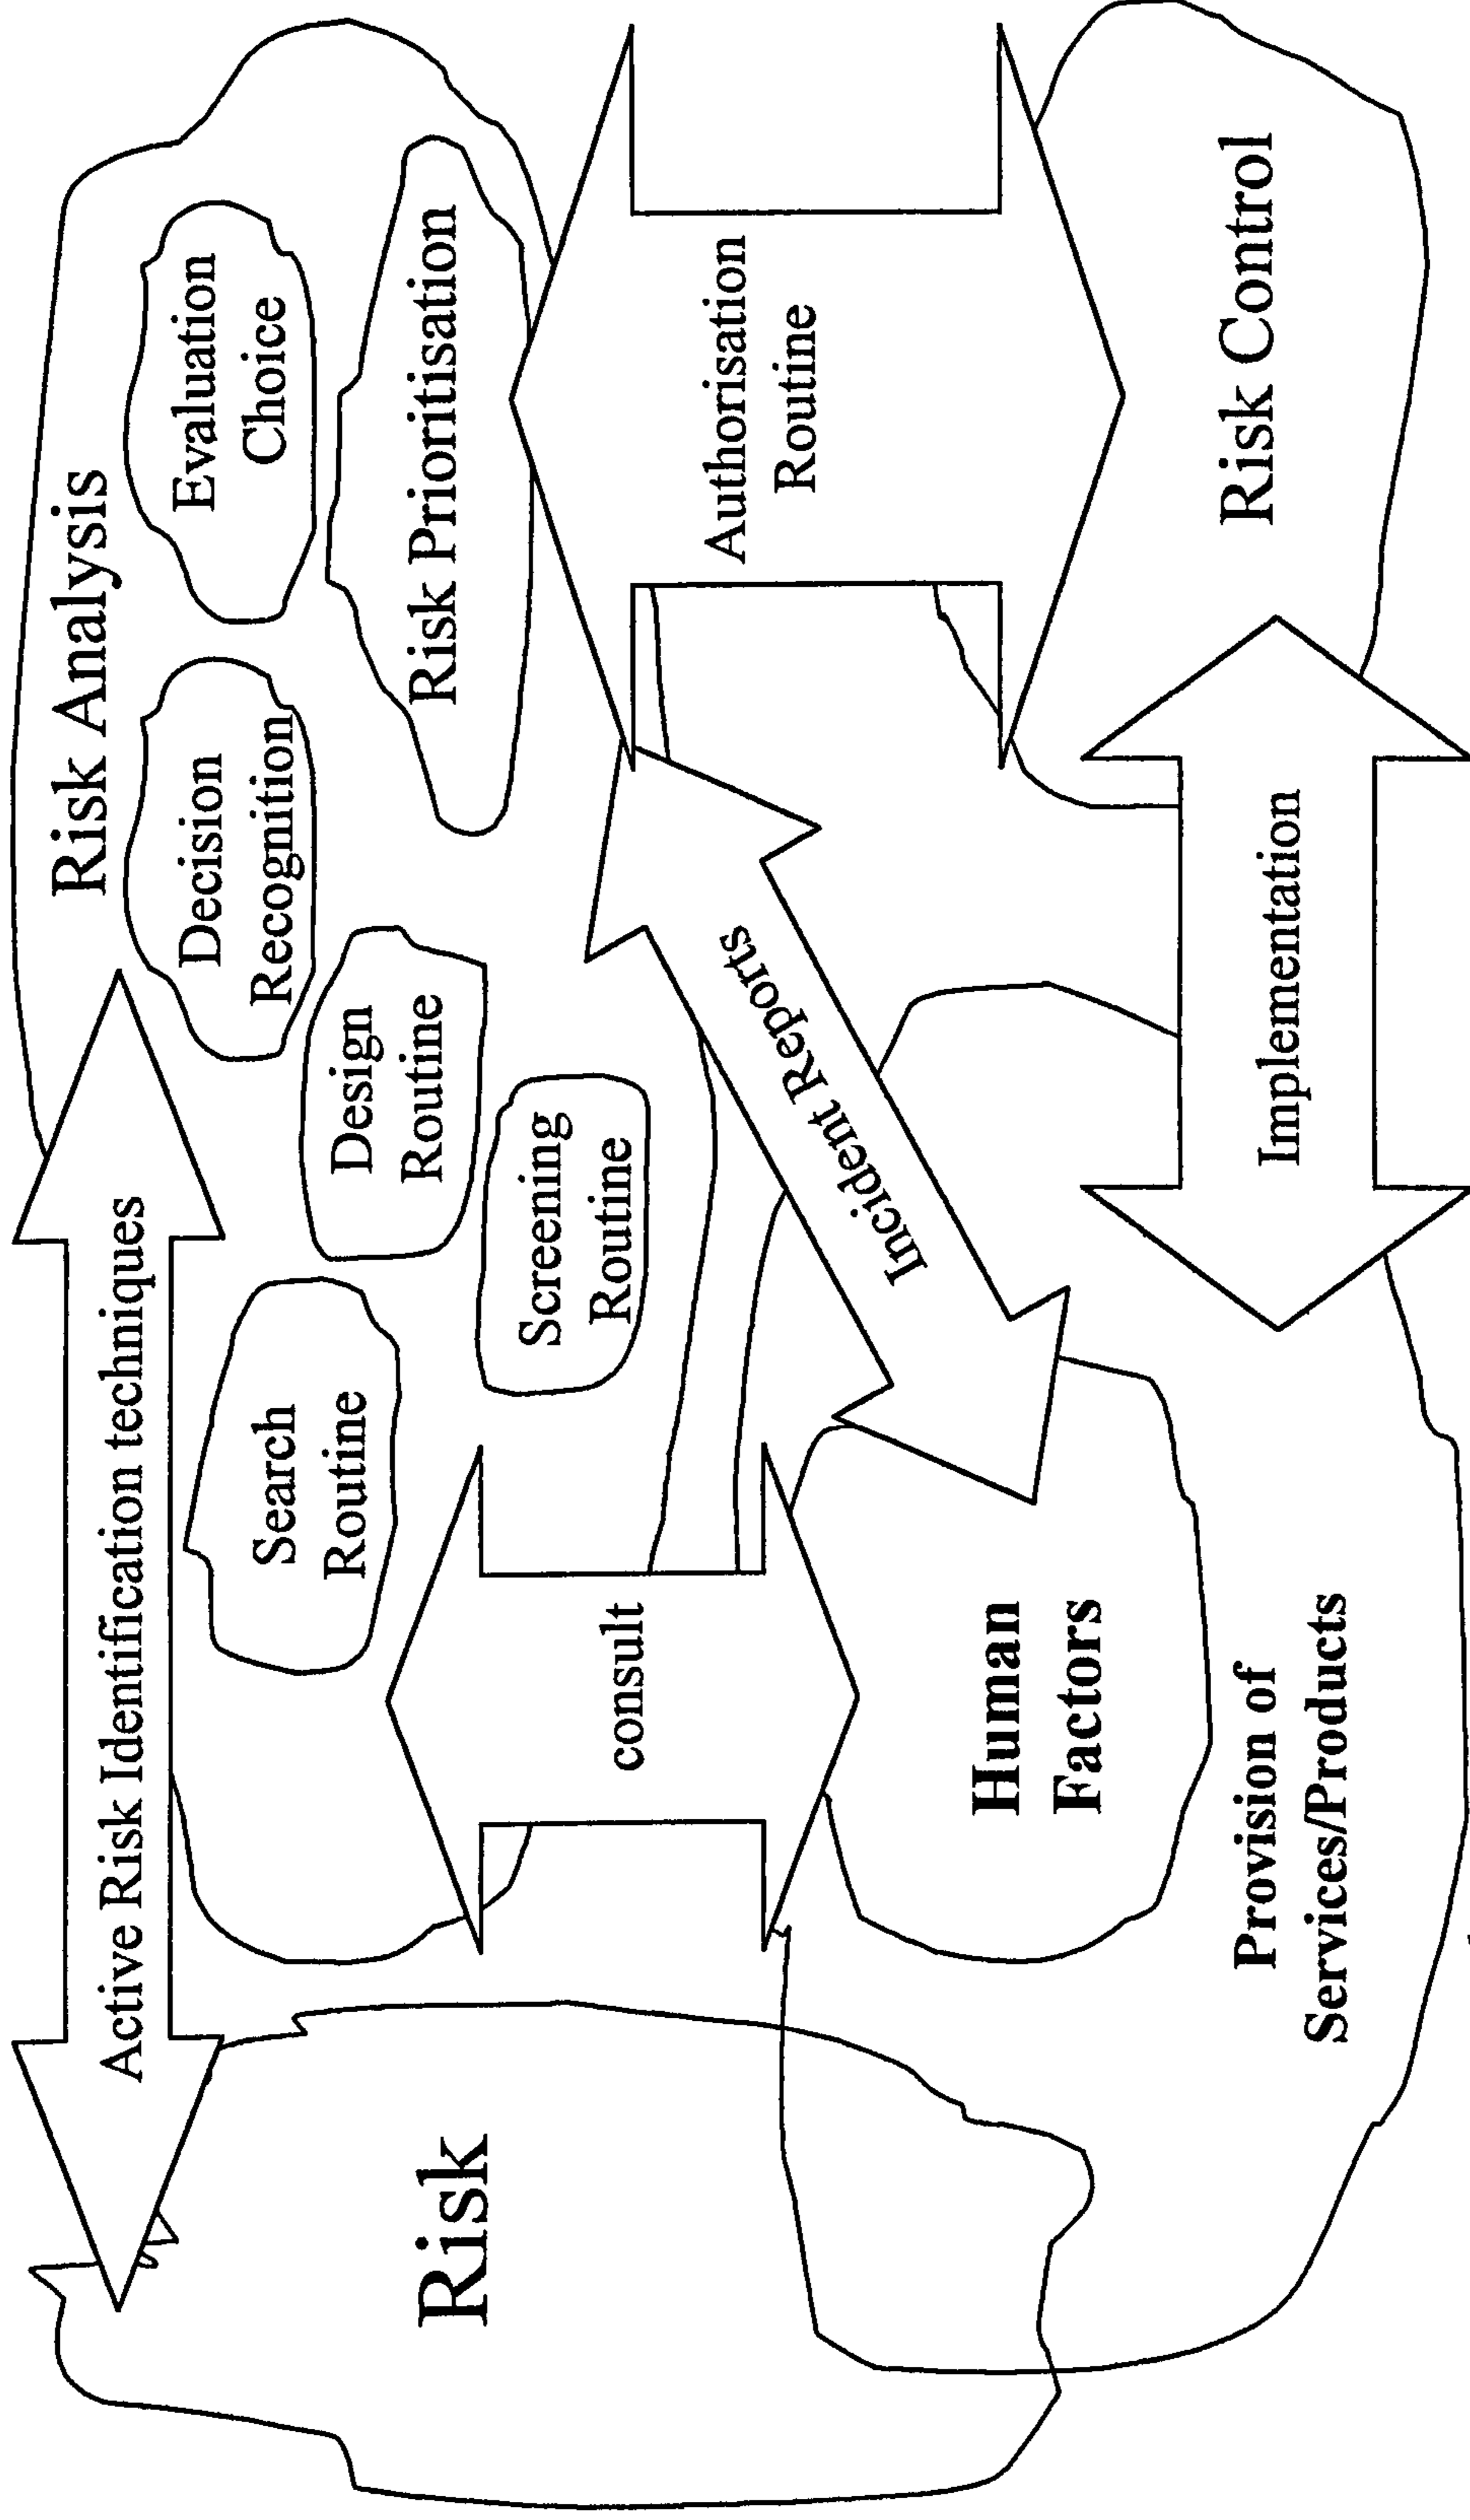 Active Risk Identification techniques
Risk Analysis
Risk
Search
Routine
Design
Routine
Screening
Routine
Decision
Recognition
Evaluation
Choice
Risk Prioritisation
consult
Incident Reports
Authorisation
Routine
Human
Factors
Provision of
Services/Products
Implementation
Risk Control